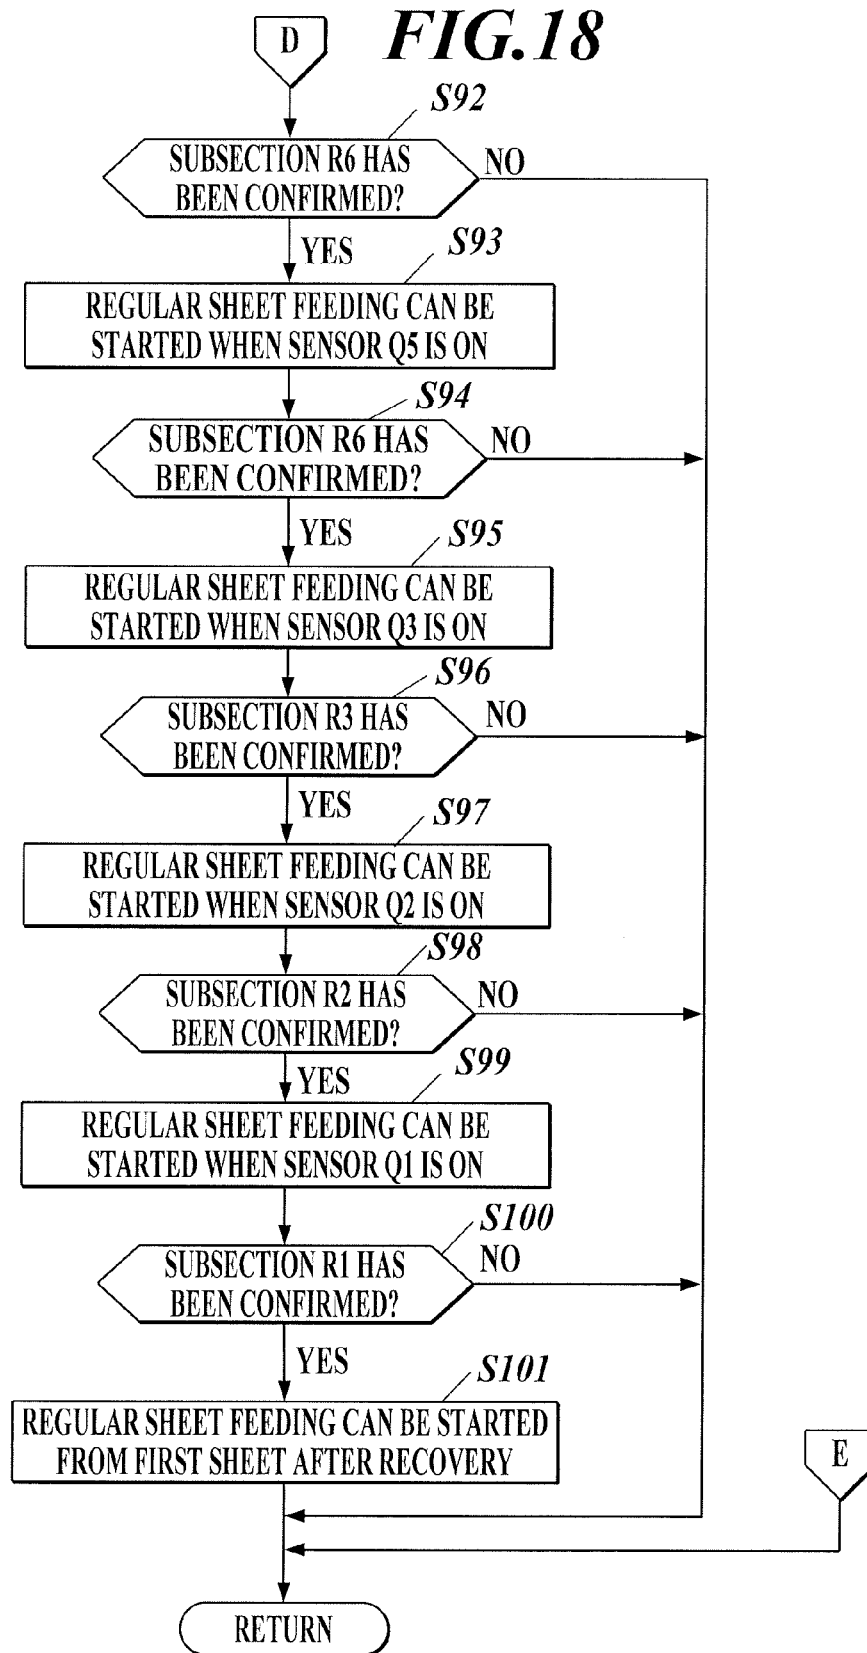 FIG.18
D
S92
SUBSECTION R6 HAS
BEEN CONFIRMED?
NO
YES
S93
REGULAR SHEET FEEDING CAN BE
STARTED WHEN SENSOR Q5 IS ON
S94
SUBSECTION R6 HAS
BEEN CONFIRMED?
NO
YES
S95
REGULAR SHEET FEEDING CAN BE
STARTED WHEN SENSOR Q3 IS ON
S96
SUBSECTION R3 HAS
BEEN CONFIRMED?
NO
YES
S97
REGULAR SHEET FEEDING CAN BE
STARTED WHEN SENSOR Q2 IS ON
S98
SUBSECTION R2 HAS
BEEN CONFIRMED?
NO
YES
S99
REGULAR SHEET FEEDING CAN BE
STARTED WHEN SENSOR Q1 IS ON
S100
SUBSECTION R1 HAS
BEEN CONFIRMED?
NO
YES
S101
REGULAR SHEET FEEDING CAN BE STARTED
FROM FIRST SHEET AFTER RECOVERY
E
RETURN